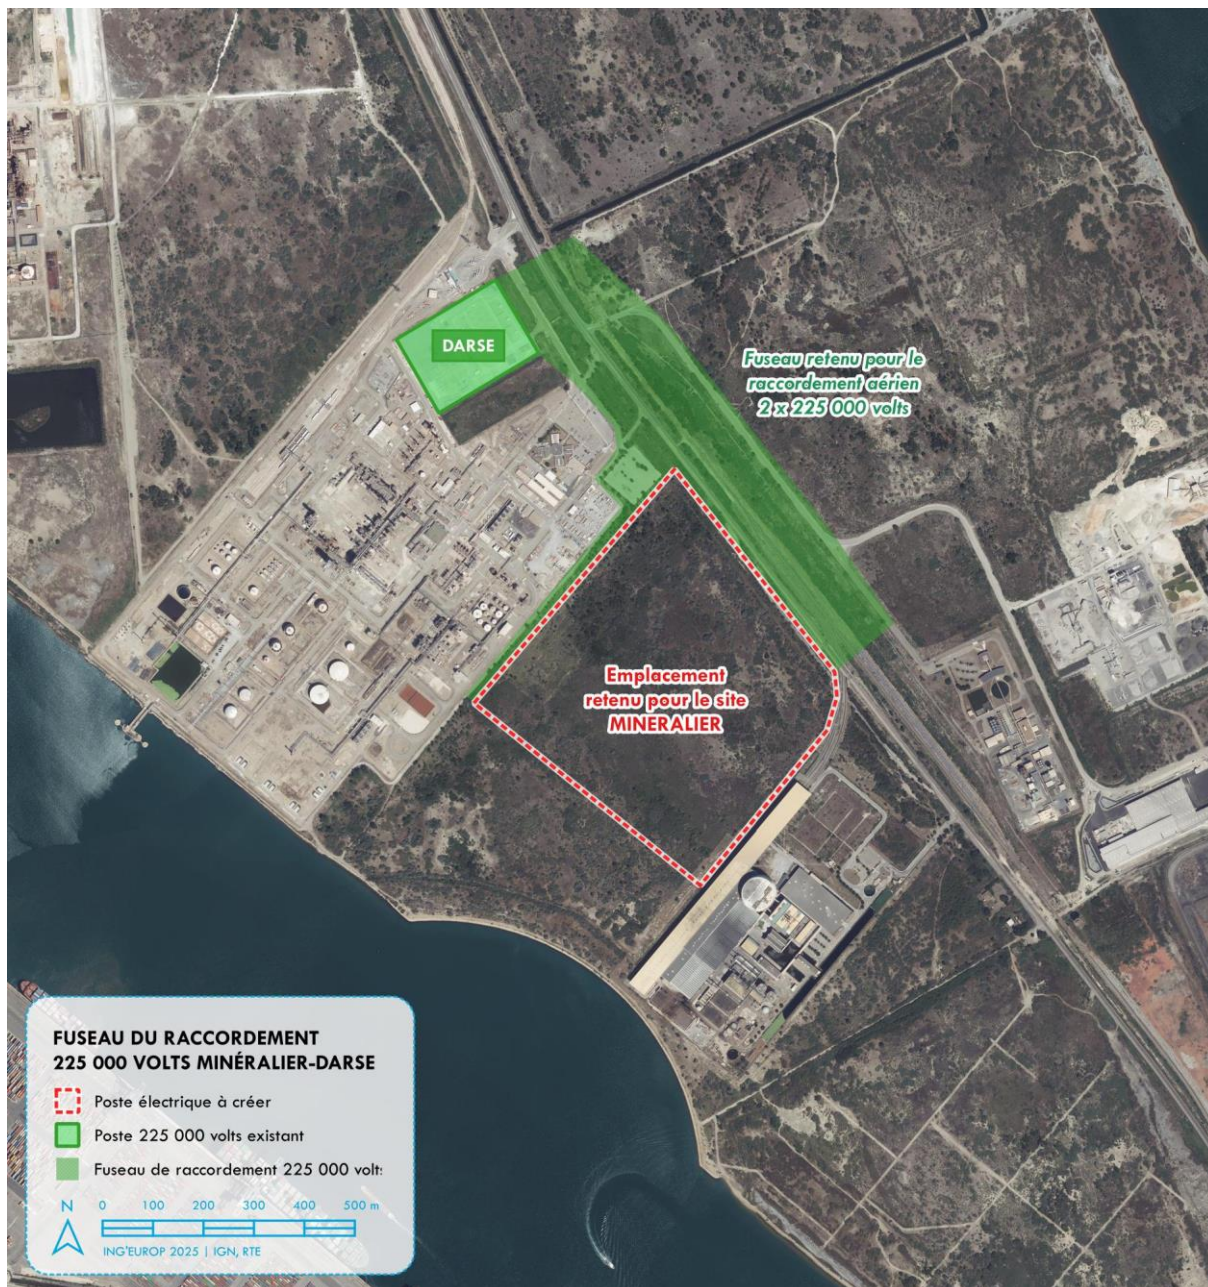 DARSE
Fuseau retenu pour le
raccordement aérien
2 x 225 000 volts
Emplacement
retenu pour le site
MINERALIER
FUSEAU DU RACCORDEMENT
225 000 VOLTS MINÉRALIER-DARSE
Poste électrique à créer
Poste 225 000 volts existant
Fuseau de raccordement 225 000 volt
N 0 100 200 300 400 500 m
ING'EUROP 2025 | IGN, RTE